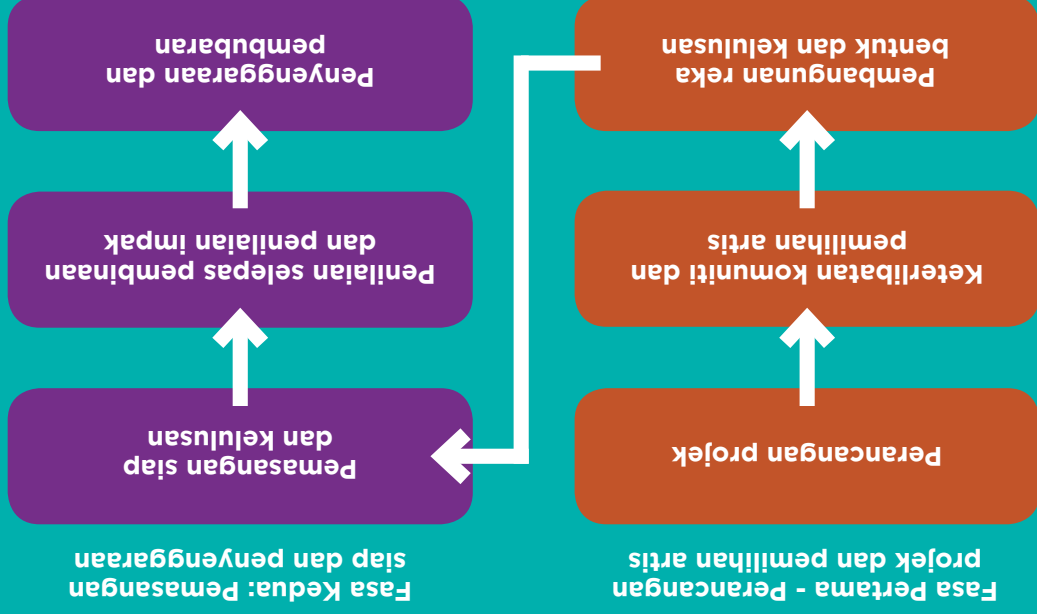 Fasa Pertama - Perancangan
projek dan pemilihan artis
Perancangan projek
Keterlibatan komuniti dan
pemilihan artis
Pembangunan reka
bentuk dan kelulusan
Fasa Kedua: Pemasangan
siap dan penyenggaraan
Pemasangan siap
dan kelulusan
Penilaian selepas pembinaan
dan penilaian impak
Penyenggaraan dan
pembubaran